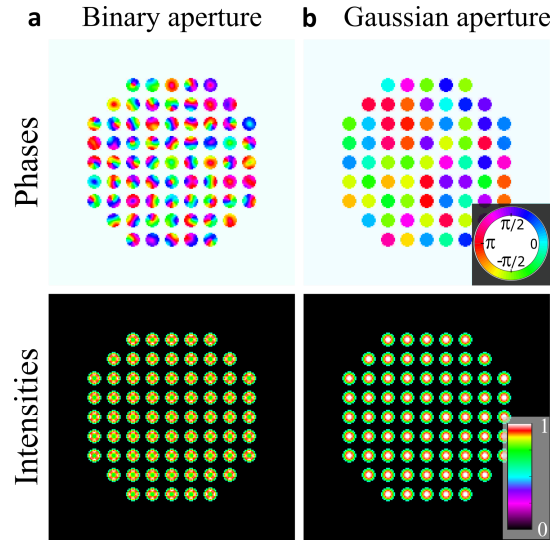 a Binary aperture b Gaussian aperture
Phases
π/2
π 0
-π/2
Intensities
1
0